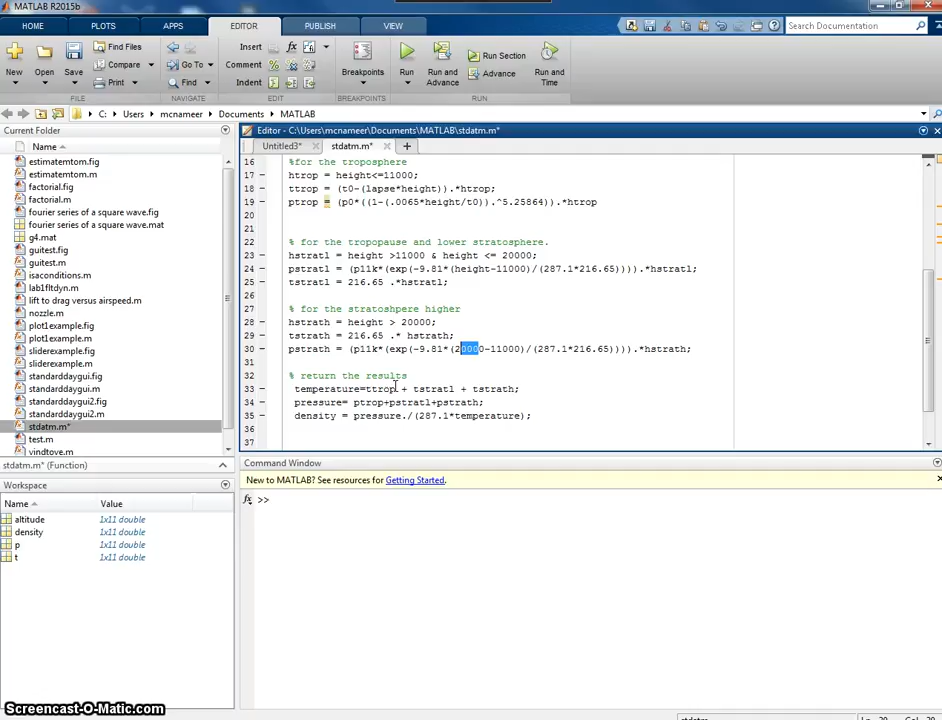 MATLAB R2015b
HOME PLOTS APPS EDITOR PUBLISH VIEW Search Documentation
New Open Save Find Files Compare Print Go To Find Insert fx Comment Indent Breakpoints Run Run and Advance Run Section Advance Run and Time
FILE NAVIGATE EDIT BREAKPOINTS RUN
C: Users mcnameer Documents MATLAB
Current Folder
Name
estimatemtom.fig
estimatemtom.m
factorial.fig
factorial.m
fourier series of a square wave.fig
fourier series of a square wave.mat
g4.mat
guitest.fig
guitest.m
isaconditions.m
lab1fltdyn.m
lift to drag versus airspeed.m
nozzle.m
plot1example.fig
plot1example.m
sliderexample.fig
sliderexample.m
standarddaygui.fig
standarddaygui.m
standarddaygui2.fig
standarddaygui2.m
stdatm.m*
test.m
vindtove.m
stdatm.m* (Function)
Workspace
Name Value
altitude 1x11 double
density 1x11 double
p 1x11 double
t 1x11 double
Editor - C:\Users\mcnameer\Documents\MATLAB\stdatm.m*
Untitled3* stdatm.m*
16 %for the troposphere
17 htrop = height<=11000;
18 ttrop = (t0-(lapse*height)).*htrop;
19 ptrop = (p0*((1-(.0065*height/t0)).^5.25864)).*htrop
20
21
22 % for the tropopause and lower stratosphere.
23 hstratl = height >11000 & height <= 20000;
24 pstratl = (p11k*(exp(-9.81*(height-11000)/(287.1*216.65)))).*hstratl;
25 tstratl = 216.65 .*hstratl;
26
27 % for the stratoshpere higher
28 hstrath = height > 20000;
29 tstrath = 216.65 .* hstrath;
30 pstrath = (p11k*(exp(-9.81*(20000-11000)/(287.1*216.65)))).*hstrath;
31
32 % return the results
33 temperature=ttrop + tstratl + tstrath;
34 pressure= ptrop+pstratl+pstrath;
35 density = pressure./(287.1*temperature);
36
37
Command Window
New to MATLAB? See resources for Getting Started.
fx >>
Screencast-O-Matic.com
stdatm